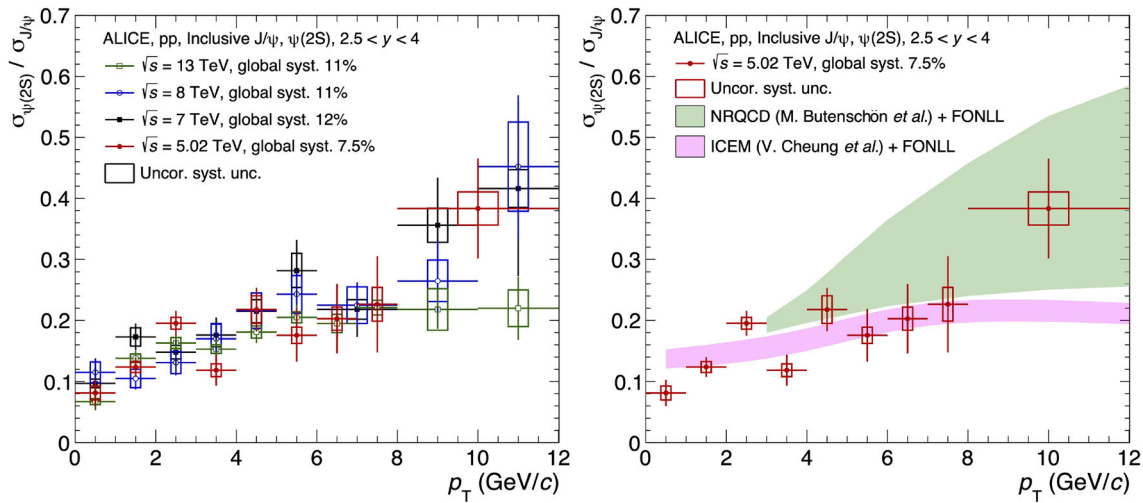 σψ(2S) / σJ/ψ
0.7
0.6
0.5
0.4
0.3
0.2
0.1
0
ALICE, pp, Inclusive J/ψ, ψ(2S), 2.5 < y < 4
√s = 13 TeV, global syst. 11%
√s = 8 TeV, global syst. 11%
√s = 7 TeV, global syst. 12%
√s = 5.02 TeV, global syst. 7.5%
Uncor. syst. unc.
0 2 4 6 8 10 12
pT (GeV/c)
σψ(2S) / σJ/ψ
0.7
0.6
0.5
0.4
0.3
0.2
0.1
0
ALICE, pp, Inclusive J/ψ, ψ(2S), 2.5 < y < 4
√s = 5.02 TeV, global syst. 7.5%
Uncor. syst. unc.
NRQCD (M. Butenschön et al.) + FONLL
ICEM (V. Cheung et al.) + FONLL
0 2 4 6 8 10 12
pT (GeV/c)